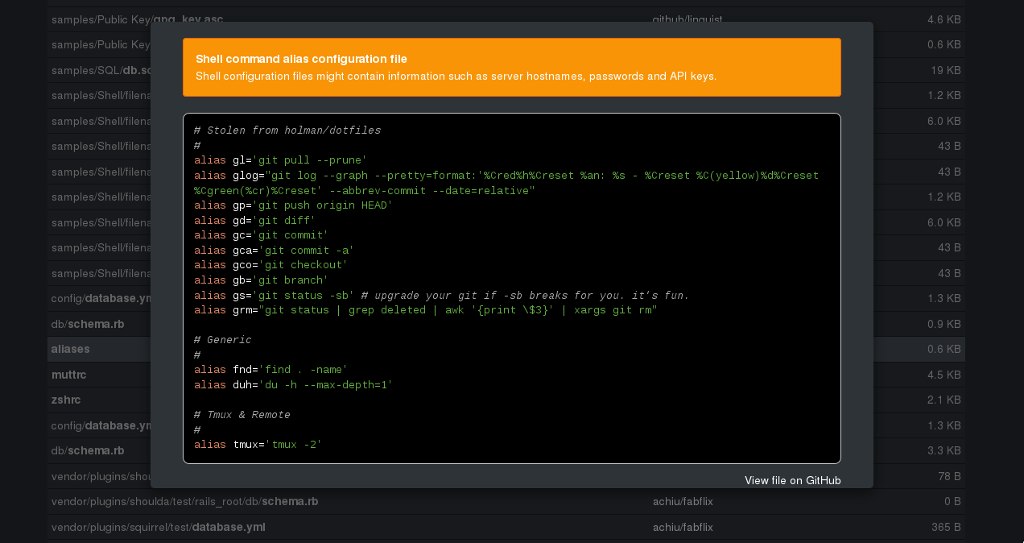 samples/Public Key/gpg_key.asc github/linguist 4.6 KB
samples/Public Key 0.6 KB
samples/SQL/db.sc 19 KB
samples/Shell/filena 1.2 KB
samples/Shell/filena 6.0 KB
samples/Shell/filena 43 B
samples/Shell/filena 43 B
samples/Shell/filena 1.2 KB
samples/Shell/filena 6.0 KB
samples/Shell/filena 43 B
samples/Shell/filena 43 B
config/database.ym 1.3 KB
db/schema.rb 0.9 KB
aliases 0.6 KB
muttrc 4.5 KB
zshrc 2.1 KB
config/database.ym 1.3 KB
db/schema.rb 3.3 KB
vendor/plugins/shou 78 B
vendor/plugins/shoulda/test/rails_root/db/schema.rb achiu/fabflix 0 B
vendor/plugins/squirrel/test/database.yml achiu/fabflix 365 B
Shell command alias configuration file
Shell configuration files might contain information such as server hostnames, passwords and API keys.
# Stolen from holman/dotfiles
#
alias gl='git pull --prune'
alias glog="git log --graph --pretty=format:'%Cred%h%Creset %an: %s - %Creset %C(yellow)%d%Creset
%Cgreen(%cr)%Creset' --abbrev-commit --date=relative"
alias gp='git push origin HEAD'
alias gd='git diff'
alias gc='git commit'
alias gca='git commit -a'
alias gco='git checkout'
alias gb='git branch'
alias gs='git status -sb' # upgrade your git if -sb breaks for you. it's fun.
alias grm="git status | grep deleted | awk '{print \$3}' | xargs git rm"
# Generic
#
alias fnd='find . -name'
alias duh='du -h --max-depth=1'
# Tmux & Remote
#
alias tmux='tmux -2'
View file on GitHub